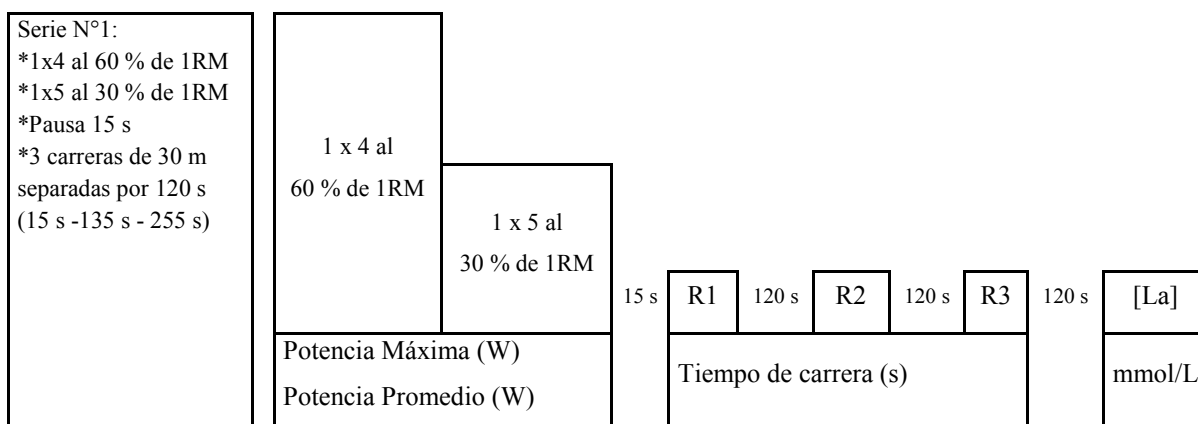 Serie N°1:
*1x4 al 60 % de 1RM
*1x5 al 30 % de 1RM
*Pausa 15 s
*3 carreras de 30 m
separadas por 120 s
(15 s -135 s - 255 s)
1 x 4 al
60 % de 1RM
1 x 5 al
30 % de 1RM
15 s
R1
120 s
R2
120 s
R3
120 s
[La]
Potencia Máxima (W)
Potencia Promedio (W)
Tiempo de carrera (s)
mmol/L